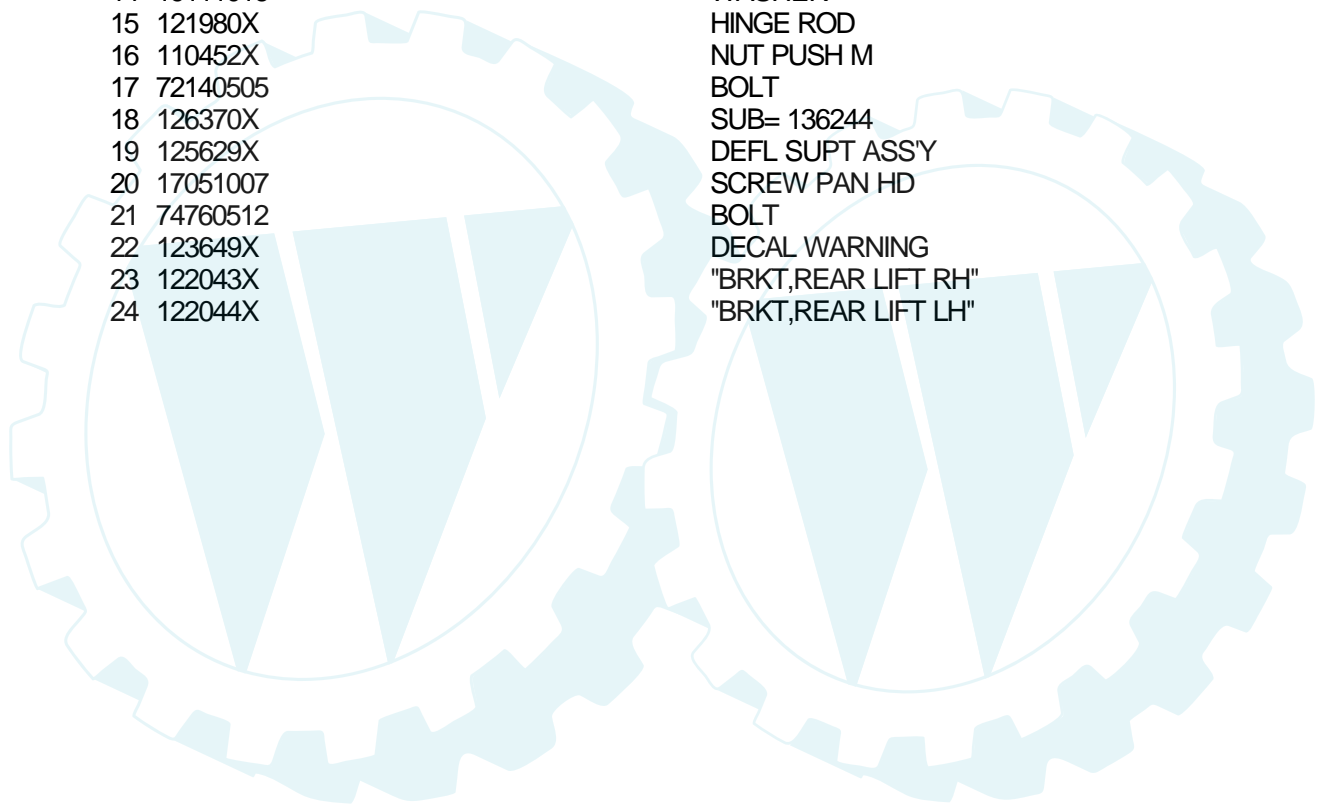 15 121980X HINGE ROD
16 110452X NUT PUSH M
17 72140505 BOLT
18 126370X SUB= 136244
19 125629X DEFL SUPT ASS'Y
20 17051007 SCREW PAN HD
21 74760512 BOLT
22 123649X DECAL WARNING
23 122043X "BRKT,REAR LIFT RH"
24 122044X "BRKT,REAR LIFT LH"